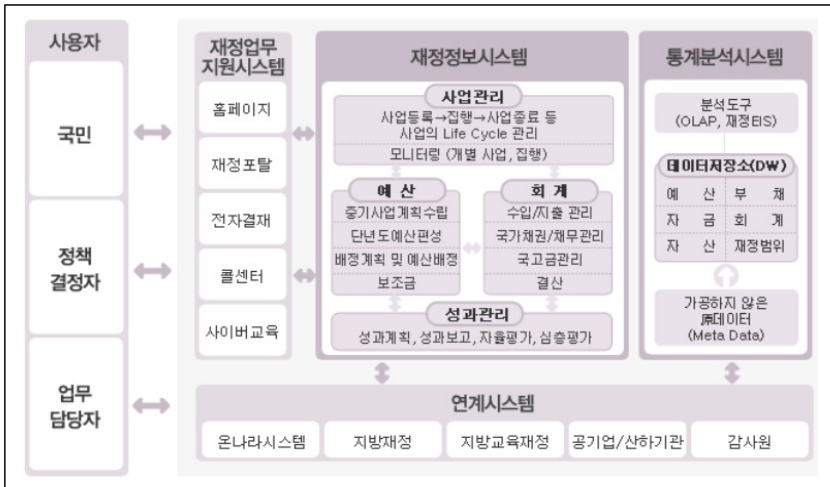 사용자
국민
정책
결정자
업무
담당자
재정업무
지원시스템
홈페이지
재정포탈
전자결재
콜센터
사이버교육
재정정보시스템
사업관리
사업등록→집행→사업종료 등
사업의 Life Cycle 관리
모니터링 (개별 사업, 집행)
예 산
중기사업계획수립
단년도예산편성
배정계획 및 예산배정
보조금
회 계
수입/지출 관리
국가채권/채무관리
국고금관리
결산
성과관리
성과계획, 성과보고, 자율평가, 심층평가
통계분석시스템
분석도구
(OLAP, 재정EIS)
데이터저장소(DW)
예 산 부 채
자 금 회 계
자 산 재정범위
가공하지 않은
原데이터
(Meta Data)
연계시스템
온나라시스템
지방재정
지방교육재정
공기업/산하기관
감사원